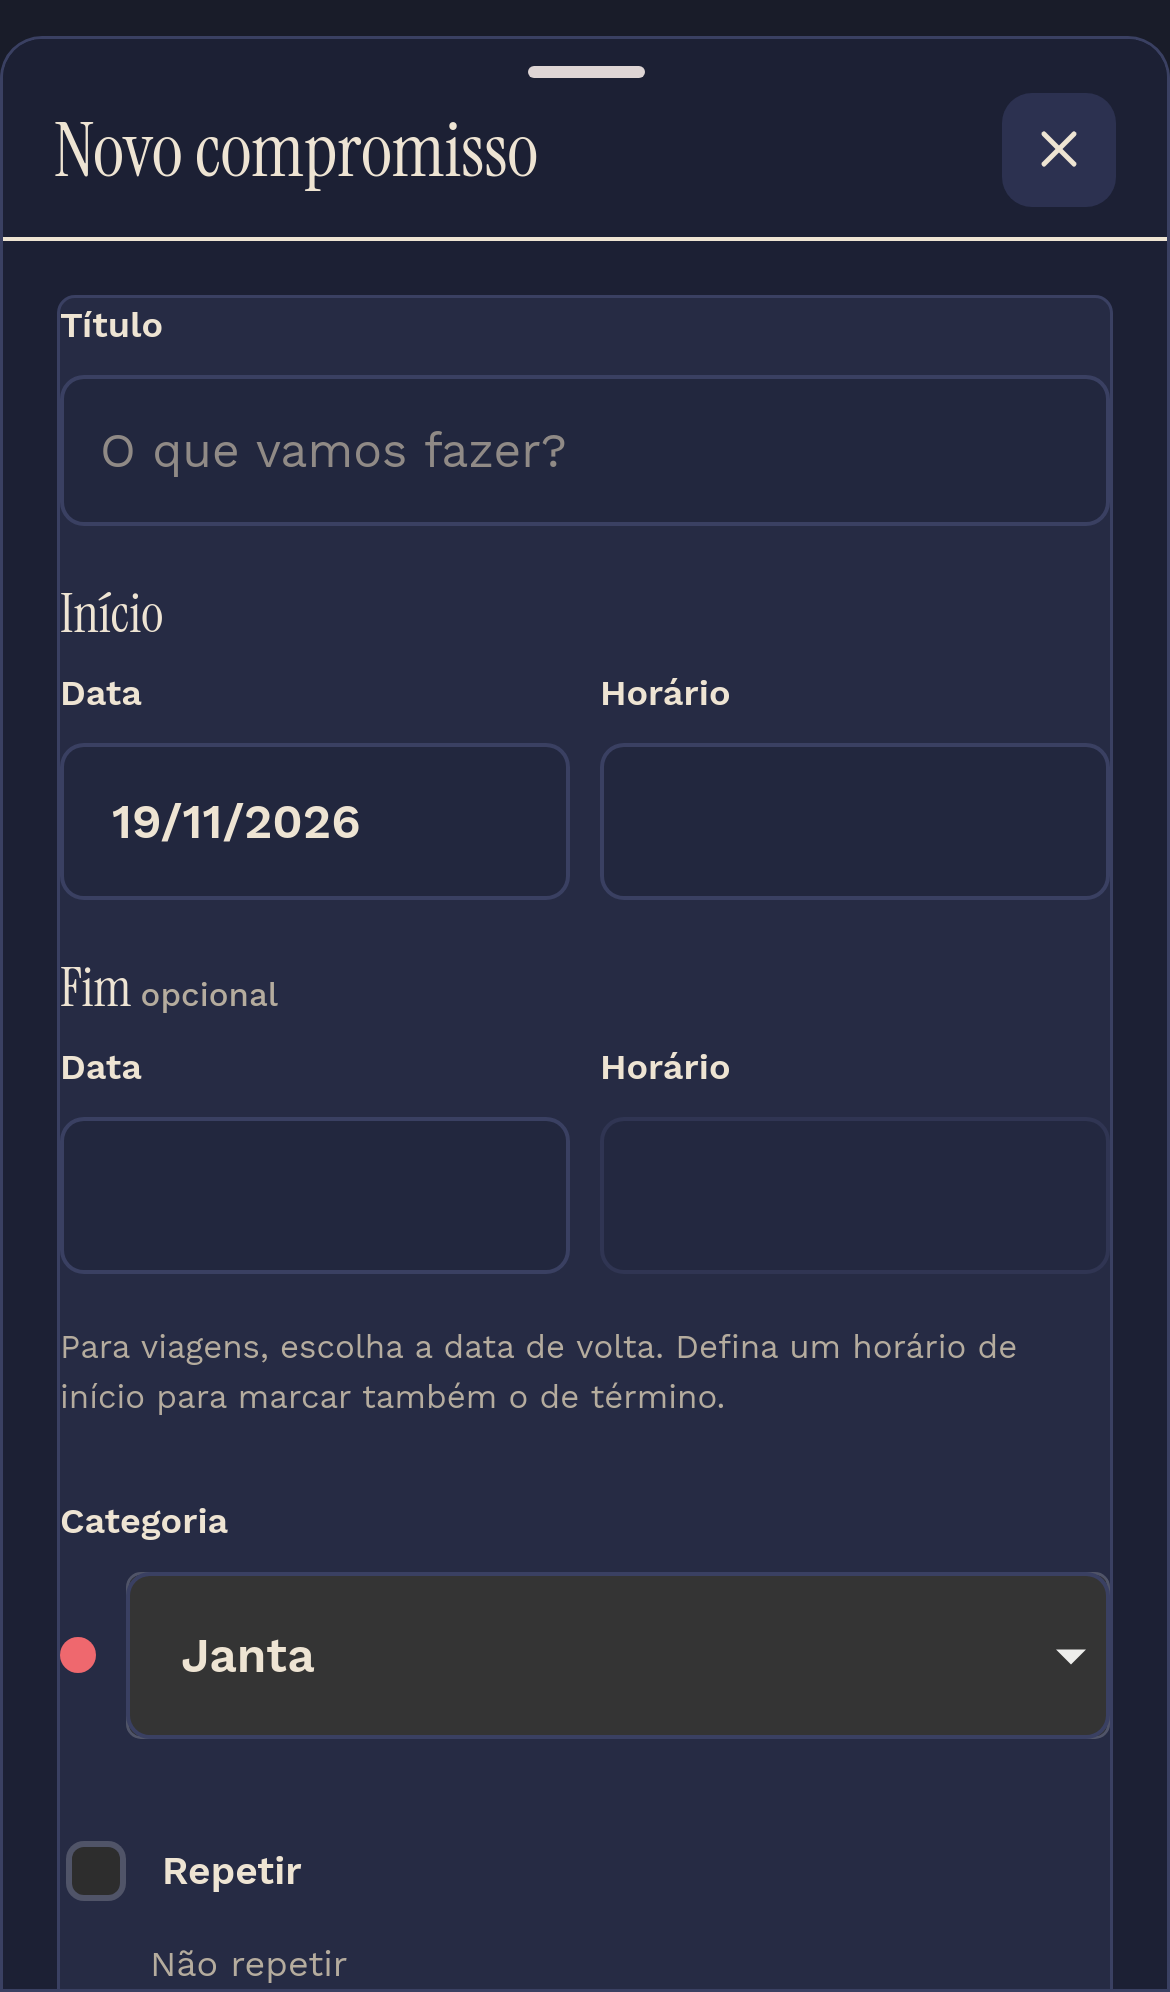 Novo compromisso
Título
O que vamos fazer?
Início
Data Horário
19/11/2026
Fim opcional
Data Horário
Para viagens, escolha a data de volta. Defina um horário de
início para marcar também o de término.
Categoria
Janta
Repetir
Não repetir